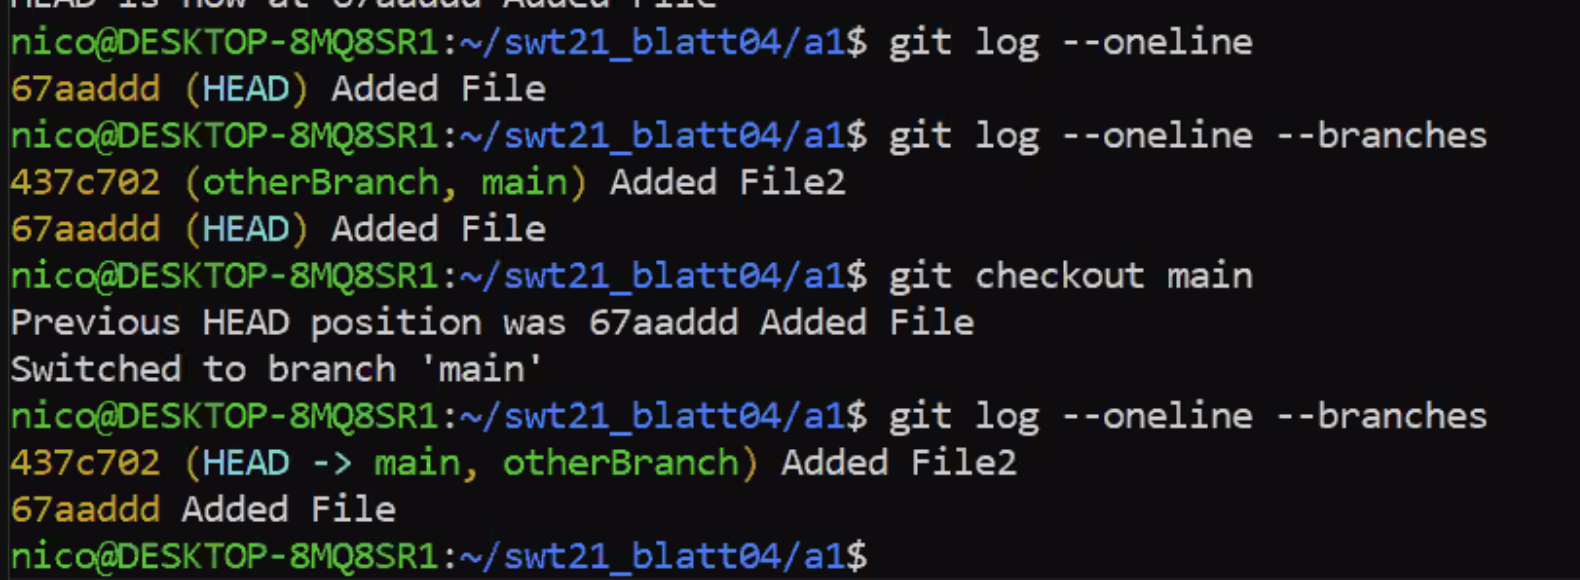 HEAD is now at 67aaddd Added File
nico@DESKTOP-8MQ8SR1:~/swt21_blatt04/a1$ git log --oneline
67aaddd (HEAD) Added File
nico@DESKTOP-8MQ8SR1:~/swt21_blatt04/a1$ git log --oneline --branches
437c702 (otherBranch, main) Added File2
67aaddd (HEAD) Added File
nico@DESKTOP-8MQ8SR1:~/swt21_blatt04/a1$ git checkout main
Previous HEAD position was 67aaddd Added File
Switched to branch 'main'
nico@DESKTOP-8MQ8SR1:~/swt21_blatt04/a1$ git log --oneline --branches
437c702 (HEAD -> main, otherBranch) Added File2
67aaddd Added File
nico@DESKTOP-8MQ8SR1:~/swt21_blatt04/a1$